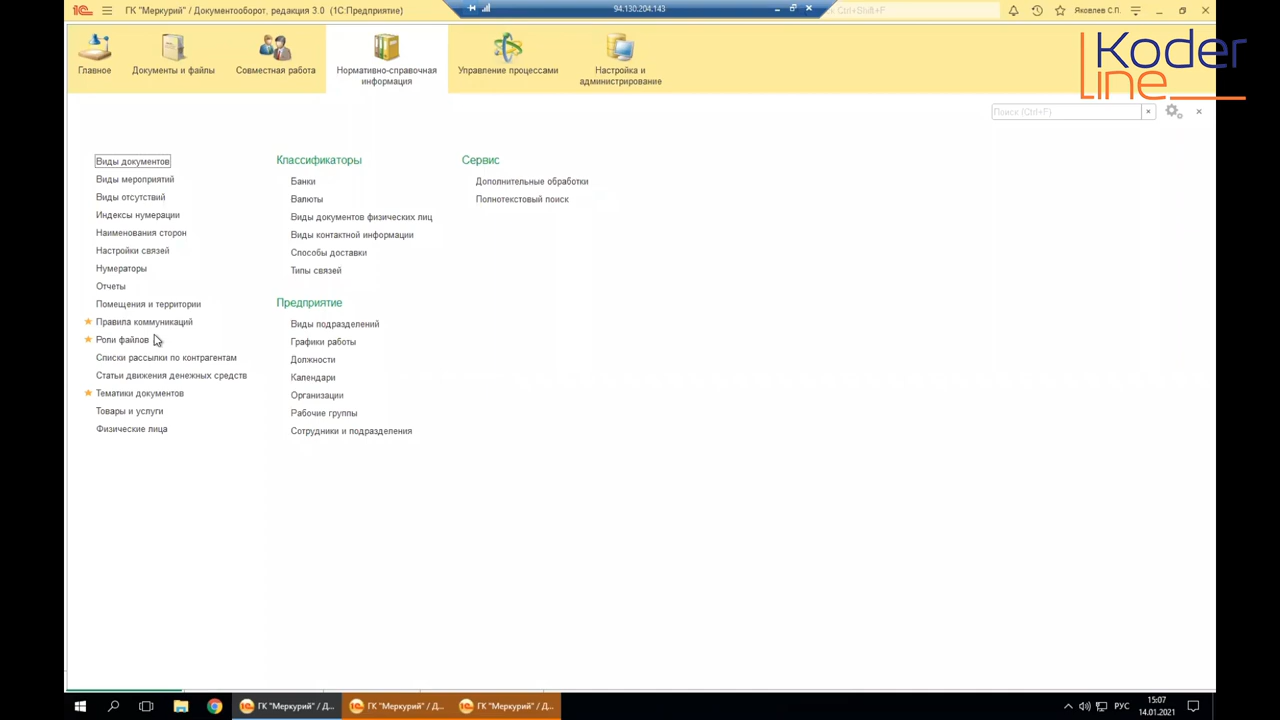 ГК "Меркурий" / Документооборот, редакция 3.0 (1С:Предприятие)
94.130.204.143
Ctrl+Shift+F
Яковлев С.П.
Koder
line
Главное
Документы и файлы
Совместная работа
Нормативно-справочная
информация
Управление процессами
Настройка и
администрирование
Поиск (Ctrl+F)
Виды документов
Виды мероприятий
Виды отсутствий
Индексы нумерации
Наименования сторон
Настройки связей
Нумераторы
Отчеты
Помещения и территории
Правила коммуникаций
Роли файлов
Списки рассылки по контрагентам
Статьи движения денежных средств
Тематики документов
Товары и услуги
Физические лица
Классификаторы
Банки
Валюты
Виды документов физических лиц
Виды контактной информации
Способы доставки
Типы связей
Предприятие
Виды подразделений
Графики работы
Должности
Календари
Организации
Рабочие группы
Сотрудники и подразделения
Сервис
Дополнительные обработки
Полнотекстовый поиск
ГК "Меркурий" / Д...
ГК "Меркурий" / Д...
ГК "Меркурий" / Д...
РУС
15:07
14.01.2021